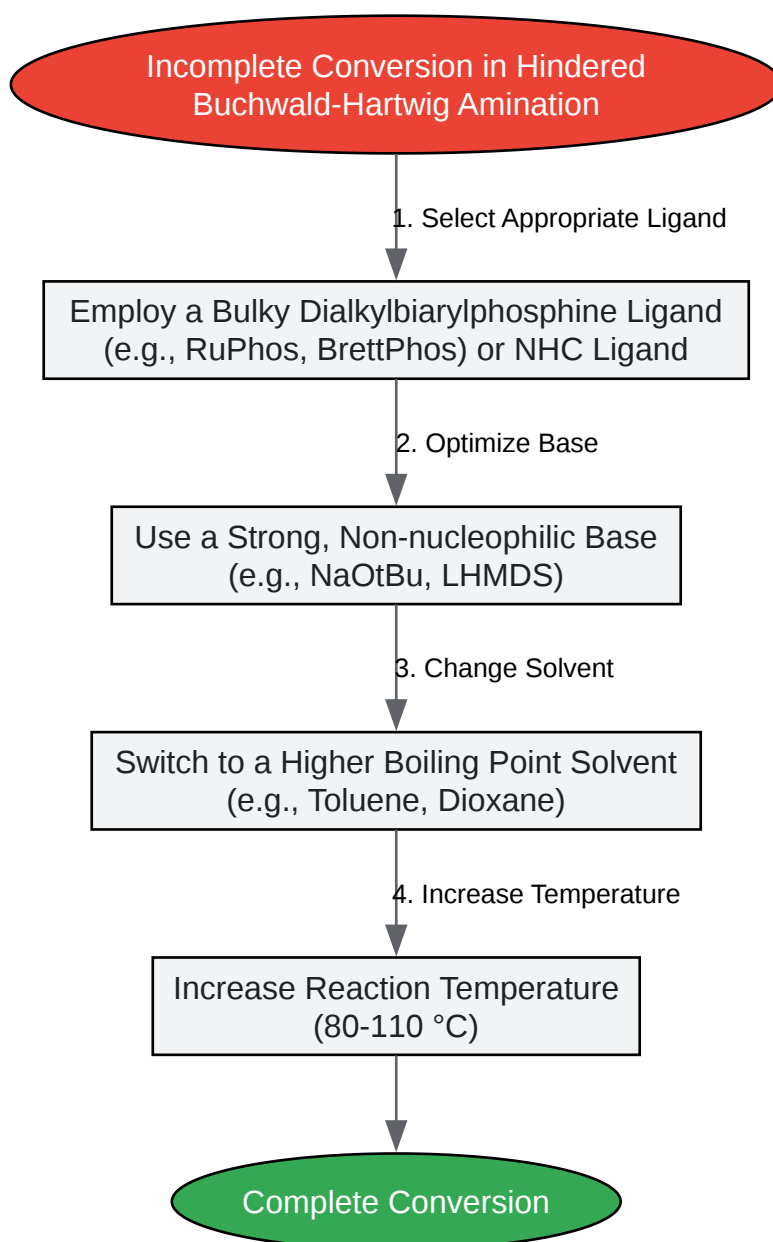 Incomplete Conversion in Hindered
Buchwald-Hartwig Amination
1. Select Appropriate Ligand
Employ a Bulky Dialkylbiarylphosphine Ligand
(e.g., RuPhos, BrettPhos) or NHC Ligand
2. Optimize Base
Use a Strong, Non-nucleophilic Base
(e.g., NaOtBu, LHMDS)
3. Change Solvent
Switch to a Higher Boiling Point Solvent
(e.g., Toluene, Dioxane)
4. Increase Temperature
Increase Reaction Temperature
(80-110 °C)
Complete Conversion